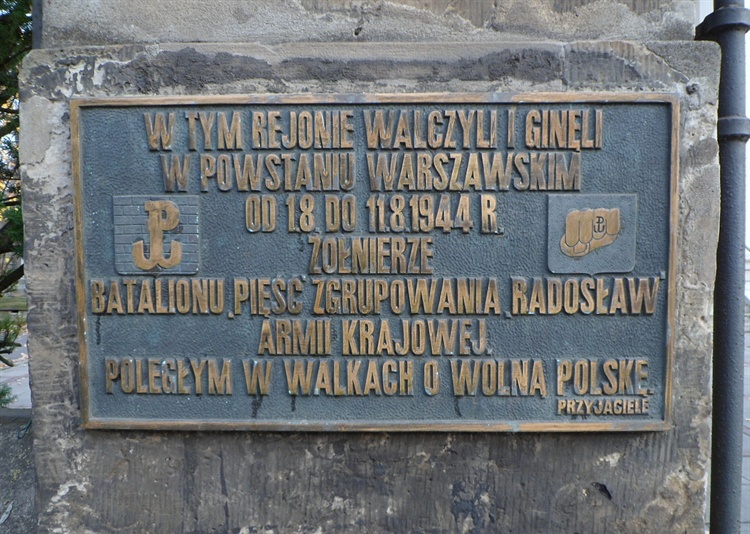 W TYM REJONIE WALCZYLI I GINĘLI
W POWSTANIU WARSZAWSKIM
OD 1.8. DO 11.8.1944 R.
ŻOŁNIERZE
BATALIONU „PIĘŚĆ” ZGRUPOWANIA „RADOSŁAW”
ARMII KRAJOWEJ.
POLEGŁYM W WALKACH O WOLNĄ POLSKĘ.
PRZYJACIELE